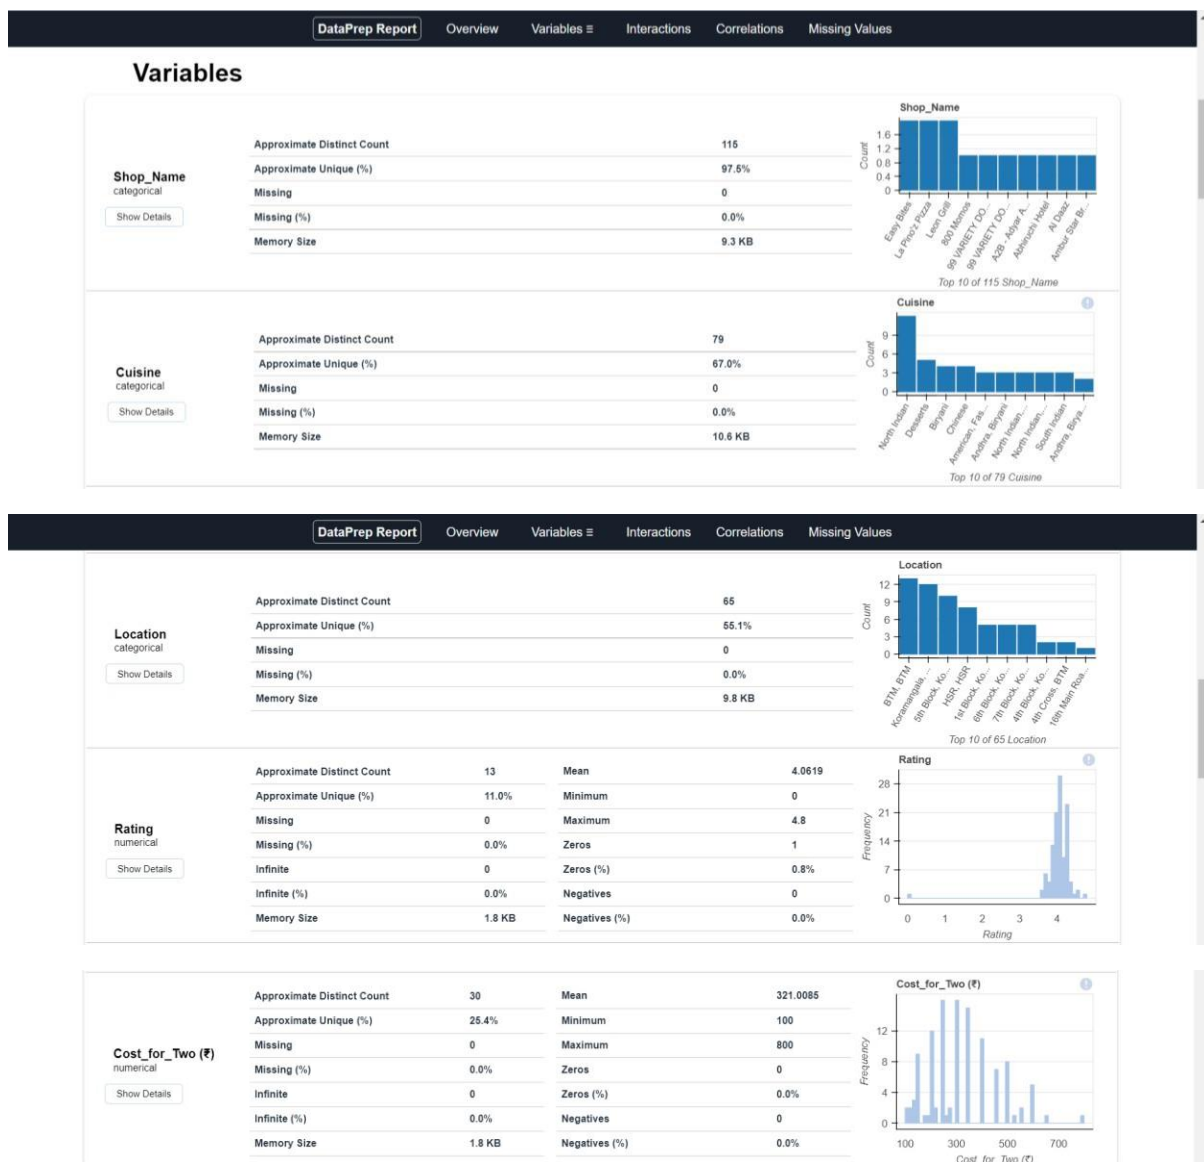 DataPrep Report Overview Variables ≡ Interactions Correlations Missing Values
Variables
Shop_Name
categorical
Show Details
Approximate Distinct Count 115
Approximate Unique (%) 97.5%
Missing 0
Missing (%) 0.0%
Memory Size 9.3 KB
Shop_Name
Count
1.6
1.2
0.8
0.4
0
Easy Bites
La Pino'z Pizza
Leon Grill
800 Momos
99 VARIETY DO...
99 VARIETY DO...
A2B - Adyar A...
Abhiruchi Hotel
Al Daaz
Ambur Star Br...
Top 10 of 115 Shop_Name
Cuisine
categorical
Show Details
Approximate Distinct Count 79
Approximate Unique (%) 67.0%
Missing 0
Missing (%) 0.0%
Memory Size 10.6 KB
Cuisine
Count
9
6
3
0
North Indian
Desserts
Biryani
Chinese
American, Fas...
Andhra, Biryani
North Indian,...
North Indian,...
South Indian
Andhra, Birya...
Top 10 of 79 Cuisine
DataPrep Report Overview Variables ≡ Interactions Correlations Missing Values
Location
categorical
Show Details
Approximate Distinct Count 65
Approximate Unique (%) 55.1%
Missing 0
Missing (%) 0.0%
Memory Size 9.8 KB
Location
Count
12
9
6
3
0
BTM, BTM
Koramangala, ...
5th Block, Ko...
HSR, HSR
1st Block, Ko...
6th Block, Ko...
7th Block, Ko...
4th Block, Ko...
4th Cross, BTM
16th Main Roa...
Top 10 of 65 Location
Rating
numerical
Show Details
Approximate Distinct Count 13 Mean 4.0619
Approximate Unique (%) 11.0% Minimum 0
Missing 0 Maximum 4.8
Missing (%) 0.0% Zeros 1
Infinite 0 Zeros (%) 0.8%
Infinite (%) 0.0% Negatives 0
Memory Size 1.8 KB Negatives (%) 0.0%
Rating
Frequency
28
21
14
7
0
0 1 2 3 4
Rating
Cost_for_Two (₹)
numerical
Show Details
Approximate Distinct Count 30 Mean 321.0085
Approximate Unique (%) 25.4% Minimum 100
Missing 0 Maximum 800
Missing (%) 0.0% Zeros 0
Infinite 0 Zeros (%) 0.0%
Infinite (%) 0.0% Negatives 0
Memory Size 1.8 KB Negatives (%) 0.0%
Cost_for_Two (₹)
Frequency
12
8
4
0
100 300 500 700
Cost_for_Two (₹)